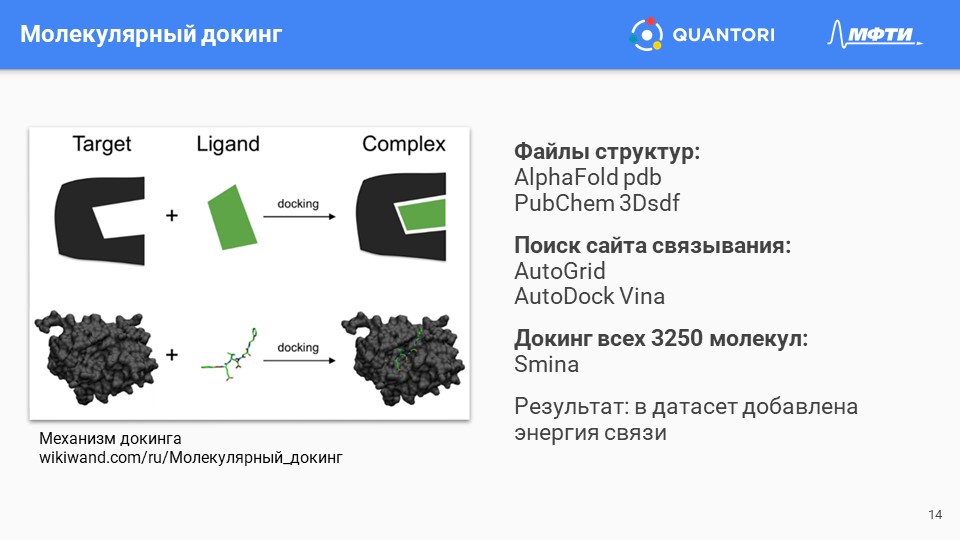 Молекулярный докинг
QUANTORI
МФТИ
Target
Ligand
Complex
+
docking
+
docking
Механизм докинга
wikiwand.com/ru/Молекулярный_докинг
Файлы структур:
AlphaFold pdb
PubChem 3Dsdf
Поиск сайта связывания:
AutoGrid
AutoDock Vina
Докинг всех 3250 молекул:
Smina
Результат: в датасет добавлена
энергия связи
14